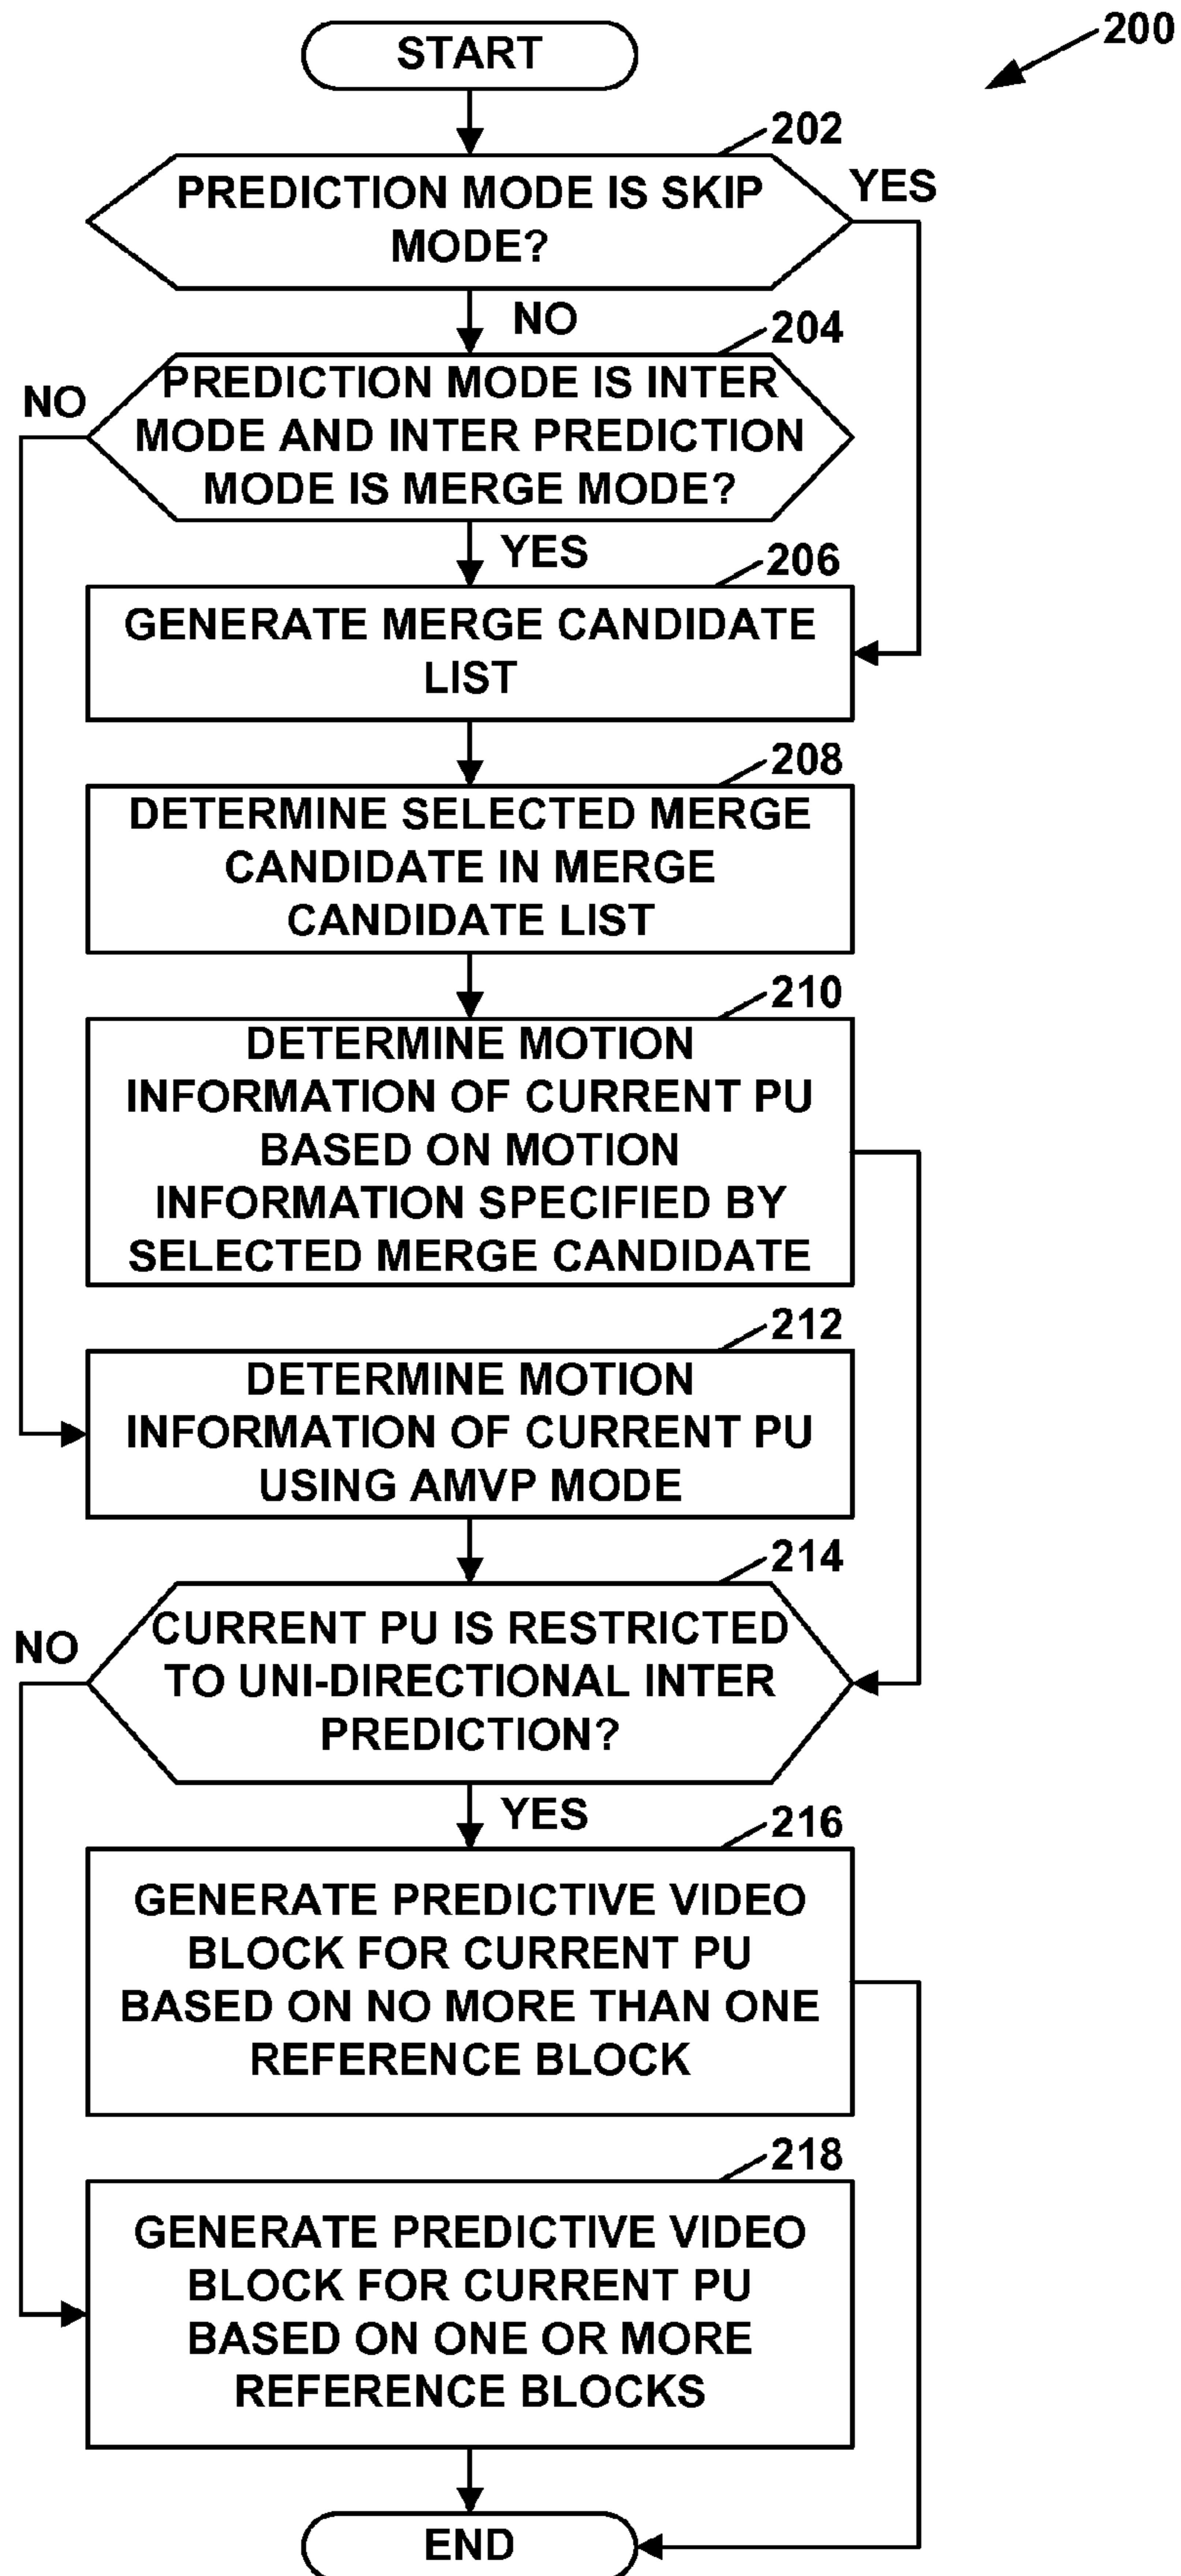 START
200
202
PREDICTION MODE IS SKIP
MODE?
YES
NO
204
PREDICTION MODE IS INTER
MODE AND INTER PREDICTION
MODE IS MERGE MODE?
NO
YES
206
GENERATE MERGE CANDIDATE
LIST
208
DETERMINE SELECTED MERGE
CANDIDATE IN MERGE
CANDIDATE LIST
210
DETERMINE MOTION
INFORMATION OF CURRENT PU
BASED ON MOTION
INFORMATION SPECIFIED BY
SELECTED MERGE CANDIDATE
212
DETERMINE MOTION
INFORMATION OF CURRENT PU
USING AMVP MODE
214
CURRENT PU IS RESTRICTED
TO UNI-DIRECTIONAL INTER
PREDICTION?
NO
YES
216
GENERATE PREDICTIVE VIDEO
BLOCK FOR CURRENT PU
BASED ON NO MORE THAN ONE
REFERENCE BLOCK
218
GENERATE PREDICTIVE VIDEO
BLOCK FOR CURRENT PU
BASED ON ONE OR MORE
REFERENCE BLOCKS
END